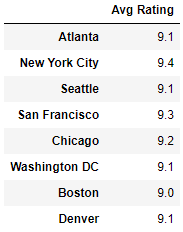 Avg Rating
Atlanta 9.1
New York City 9.4
Seattle 9.1
San Francisco 9.3
Chicago 9.2
Washington DC 9.1
Boston 9.0
Denver 9.1